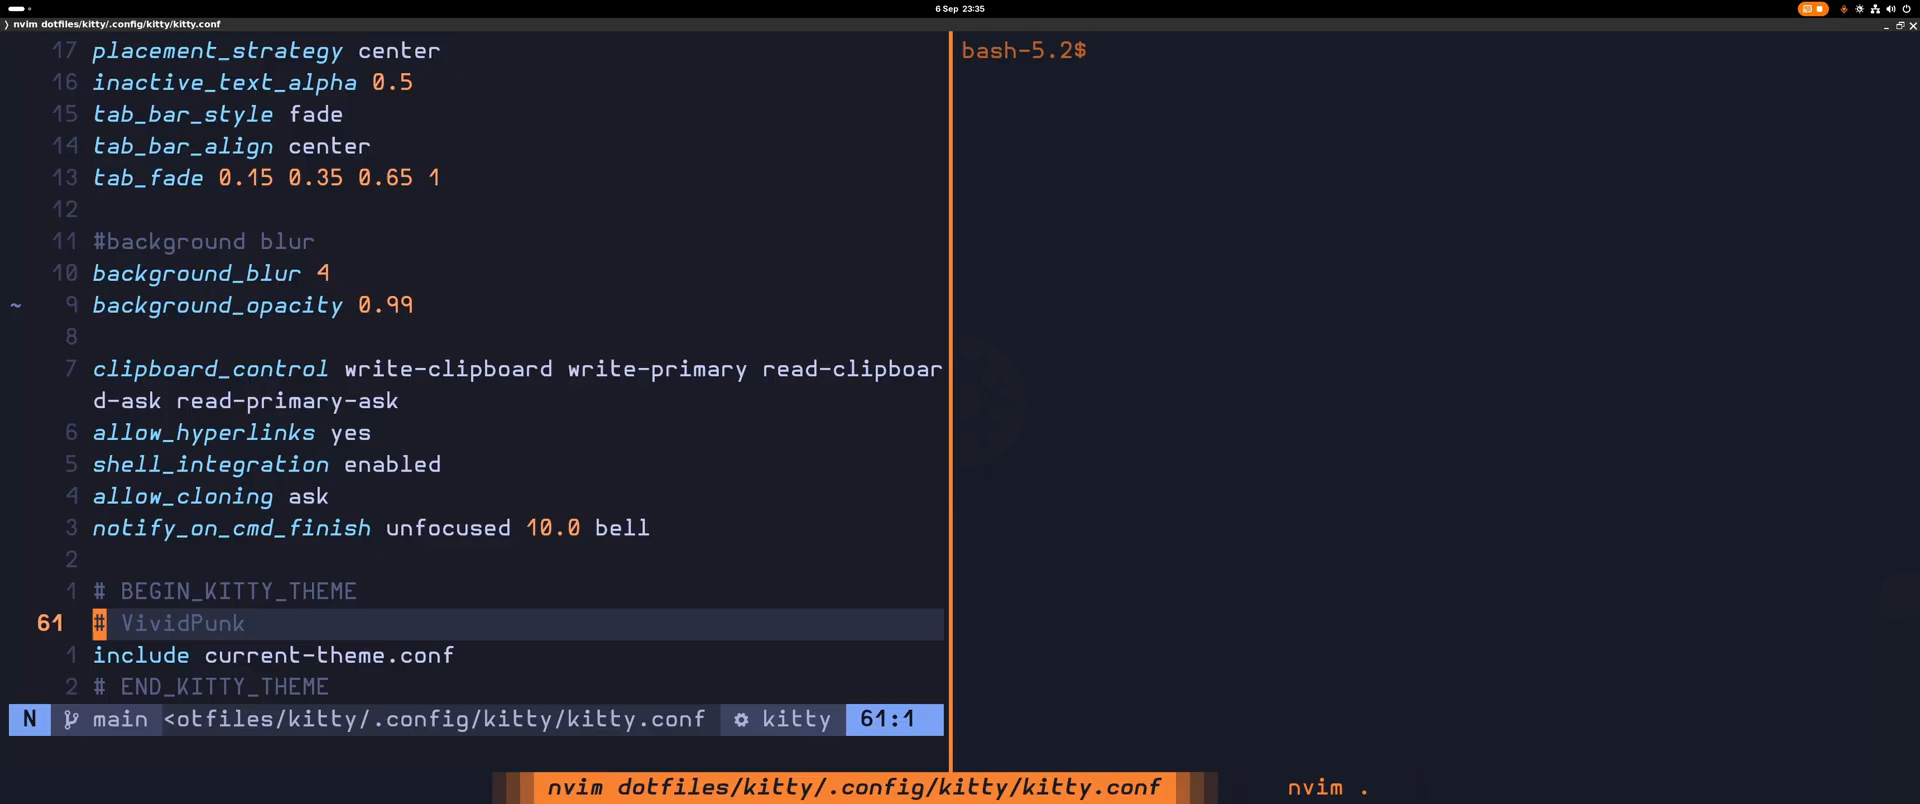 6 Sep 23:35
❭ nvim dotfiles/kitty/.config/kitty/kitty.conf
17 placement_strategy center
16 inactive_text_alpha 0.5
15 tab_bar_style fade
14 tab_bar_align center
13 tab_fade 0.15 0.35 0.65 1
12
11 #background blur
10 background_blur 4
~ 9 background_opacity 0.99
8
7 clipboard_control write-clipboard write-primary read-clipboar
d-ask read-primary-ask
6 allow_hyperlinks yes
5 shell_integration enabled
4 allow_cloning ask
3 notify_on_cmd_finish unfocused 10.0 bell
2
1 # BEGIN_KITTY_THEME
61 # VividPunk
1 include current-theme.conf
2 # END_KITTY_THEME
N main <otfiles/kitty/.config/kitty/kitty.conf kitty 61:1
bash-5.2$
nvim dotfiles/kitty/.config/kitty/kitty.conf nvim .